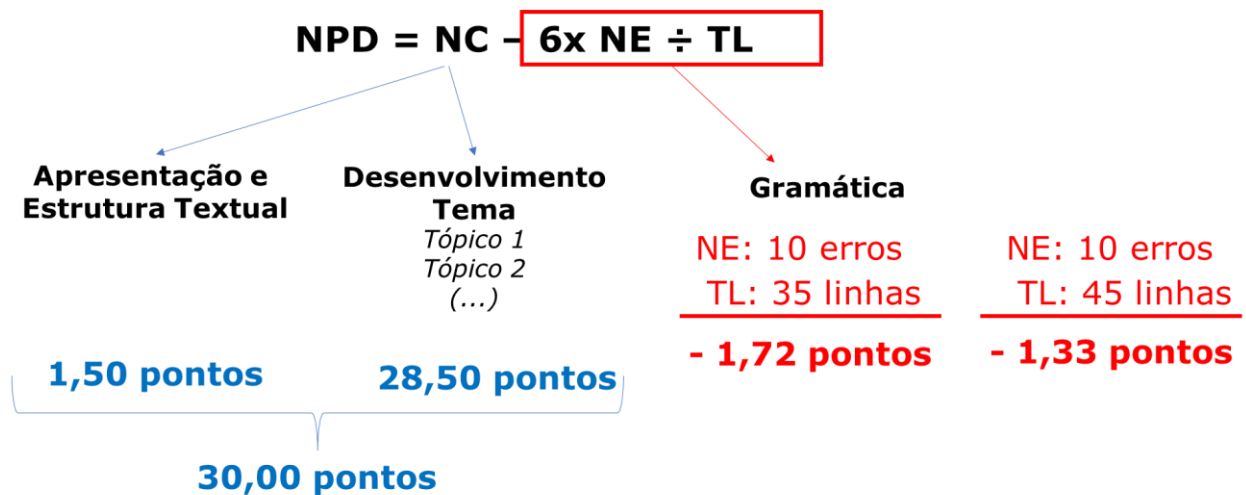 NPD = NC – 6x NE ÷ TL
Apresentação e
Estrutura Textual
1,50 pontos
Desenvolvimento
Tema
Tópico 1
Tópico 2
(...)
28,50 pontos
30,00 pontos
Gramática
NE: 10 erros
TL: 35 linhas
- 1,72 pontos
NE: 10 erros
TL: 45 linhas
- 1,33 pontos